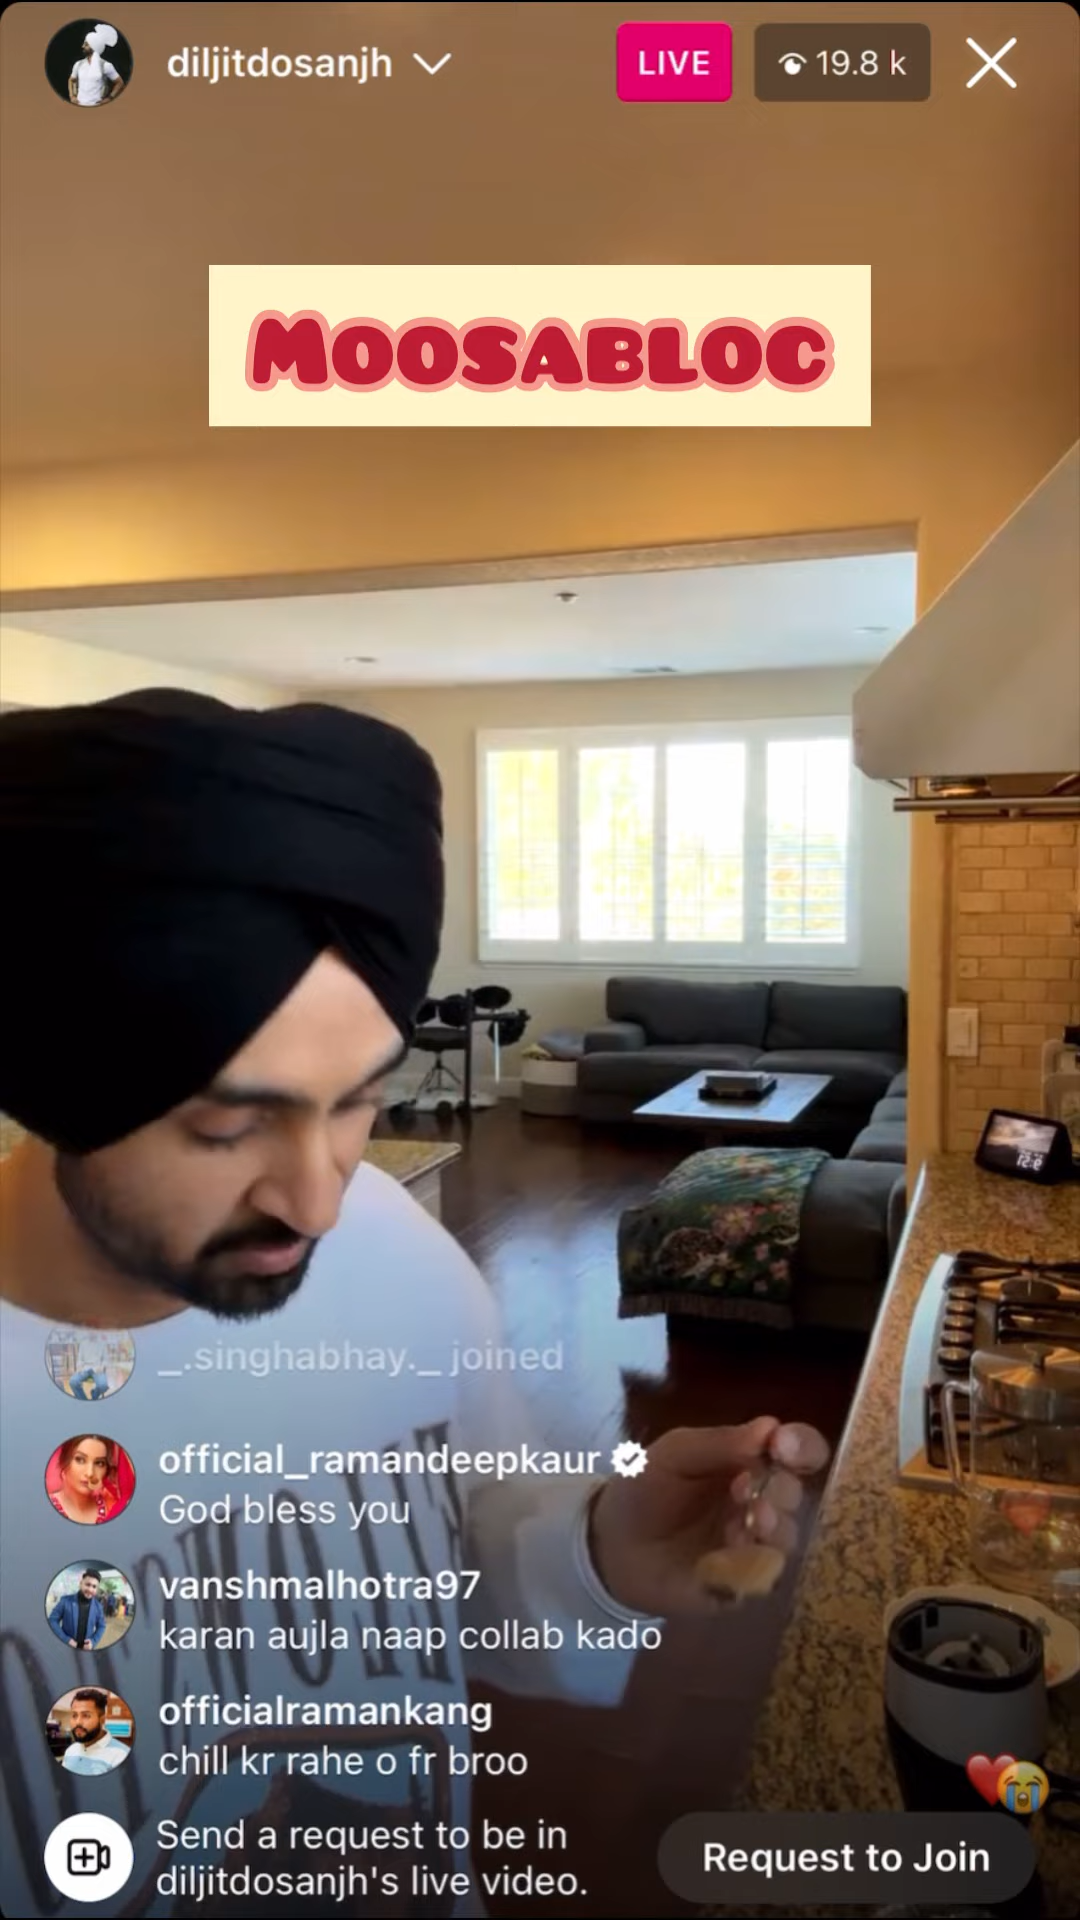 diljitdosanjh
LIVE
19.8 k
MOOSABLOC
_.singhabhay._ joined
official_ramandeepkaur
God bless you
vanshmalhotra97
karan aujla naap collab kado
officialramankang
chill kr rahe o fr broo
Send a request to be in
diljitdosanjh's live video.
Request to Join